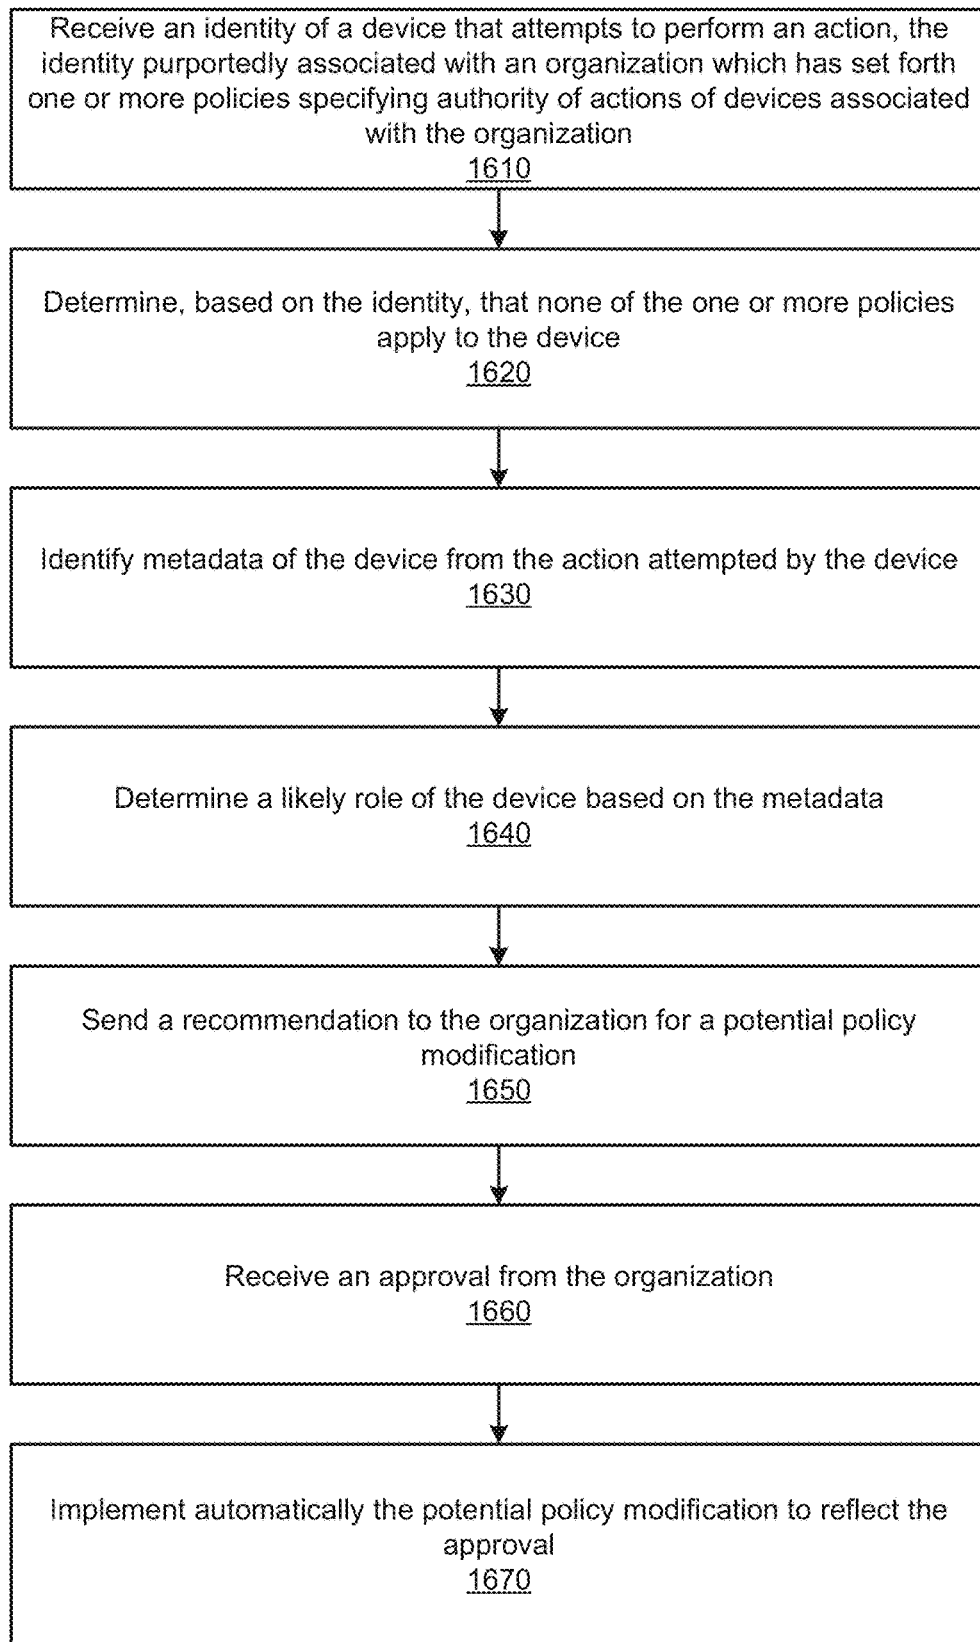 Receive an identity of a device that attempts to perform an action, the
identity purportedly associated with an organization which has set forth
one or more policies specifying authority of actions of devices associated
with the organization
1610
Determine, based on the identity, that none of the one or more policies
apply to the device
1620
Identify metadata of the device from the action attempted by the device
1630
Determine a likely role of the device based on the metadata
1640
Send a recommendation to the organization for a potential policy
modification
1650
Receive an approval from the organization
1660
Implement automatically the potential policy modification to reflect the
approval
1670